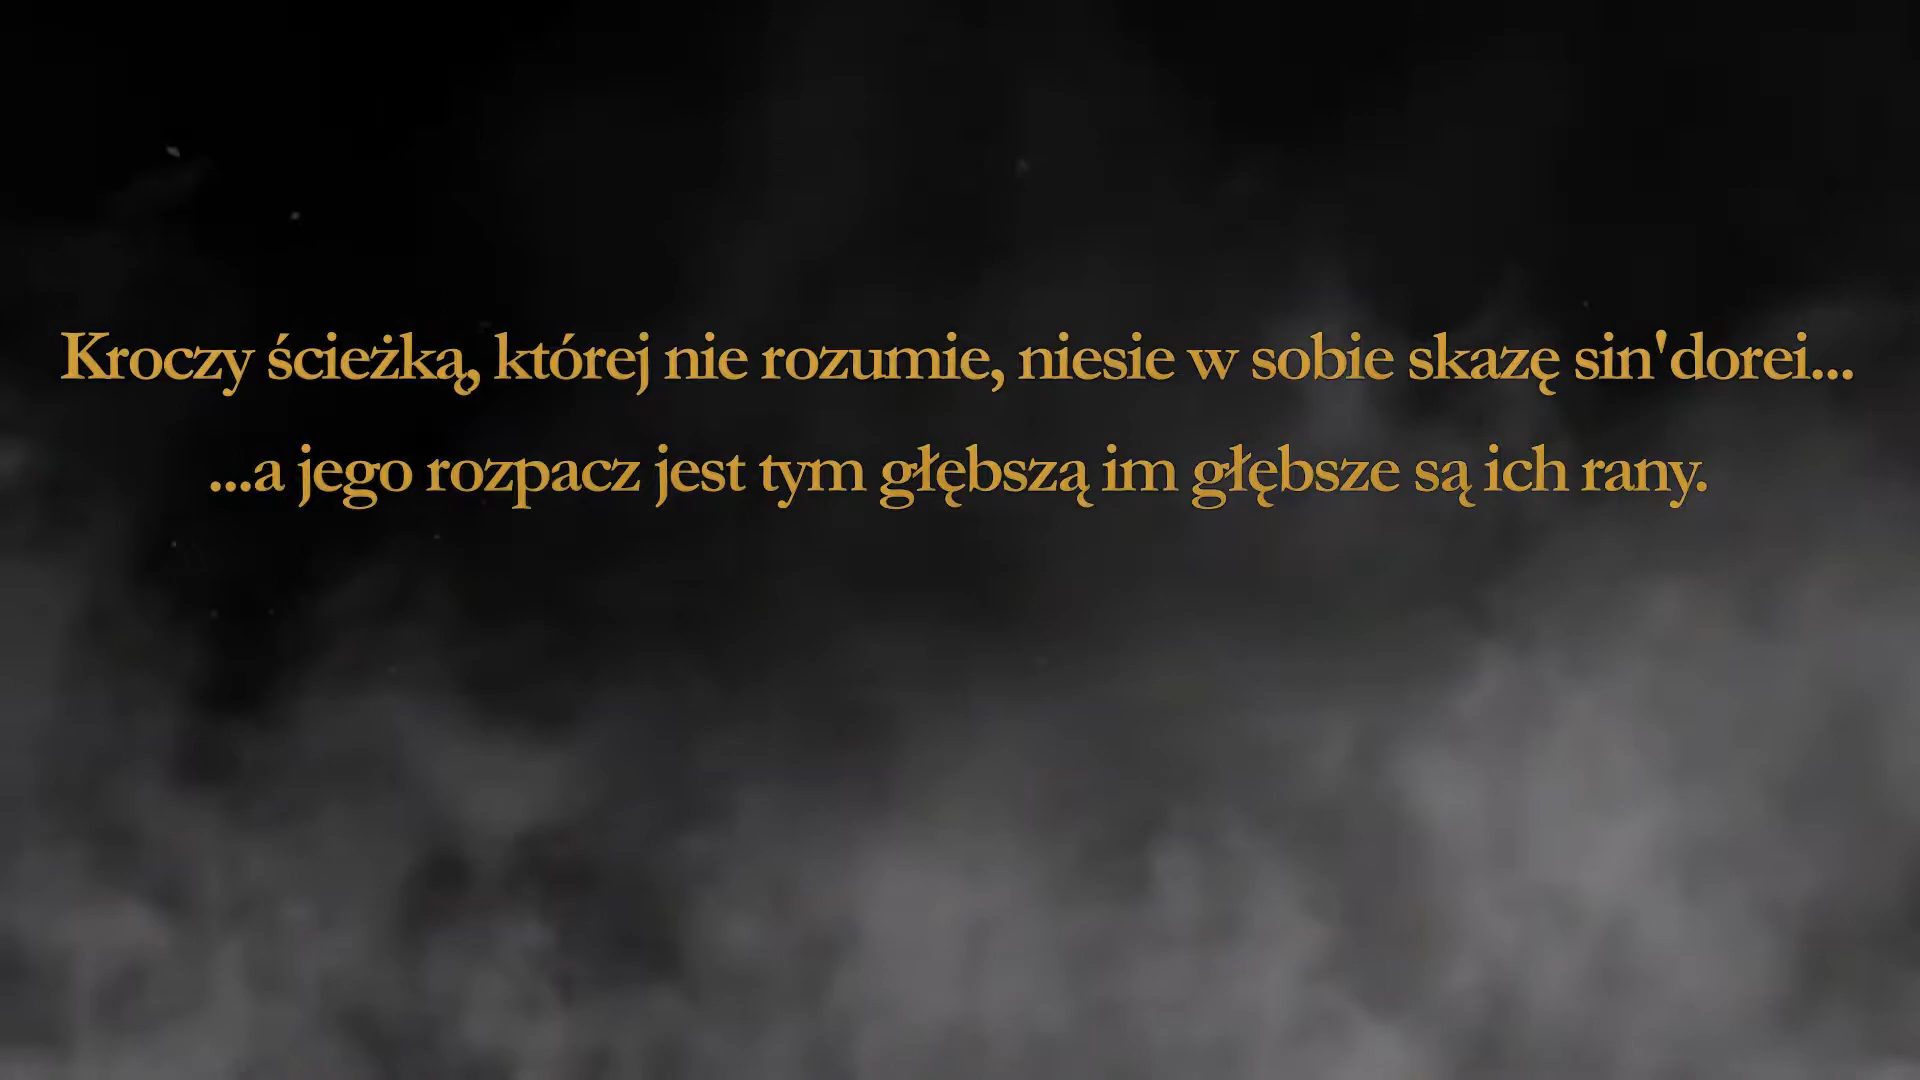 Kroczy ścieżką, której nie rozumie, niesie w sobie skazę sin'dorei...
...a jego rozpacz jest tym głębszą im głębsze są ich rany.